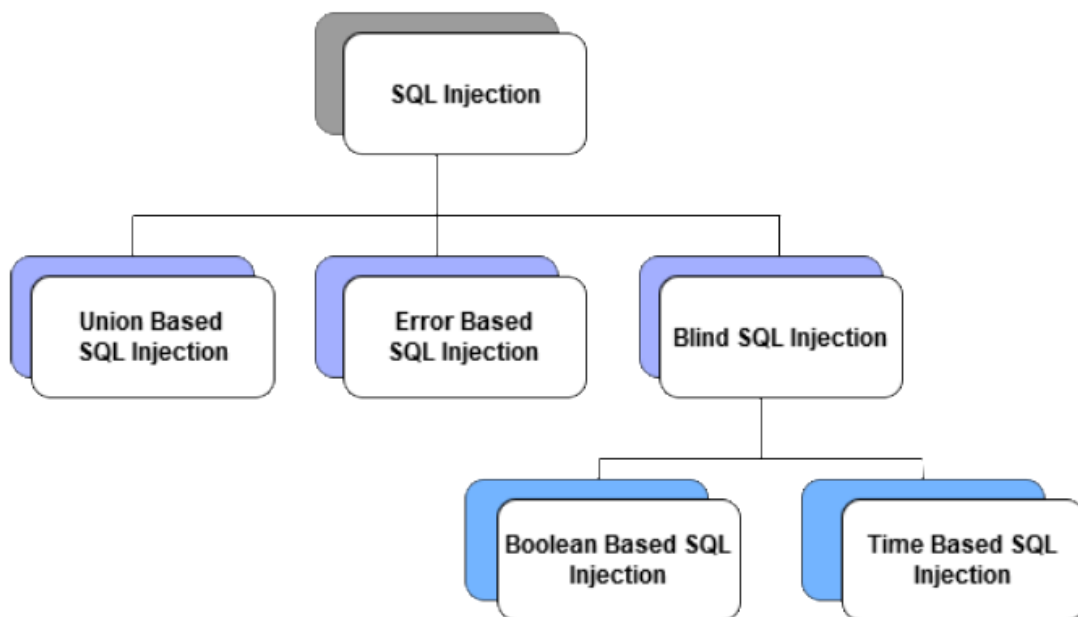 SQL Injection
Union Based
SQL Injection
Error Based
SQL Injection
Blind SQL Injection
Boolean Based SQL
Injection
Time Based SQL
Injection